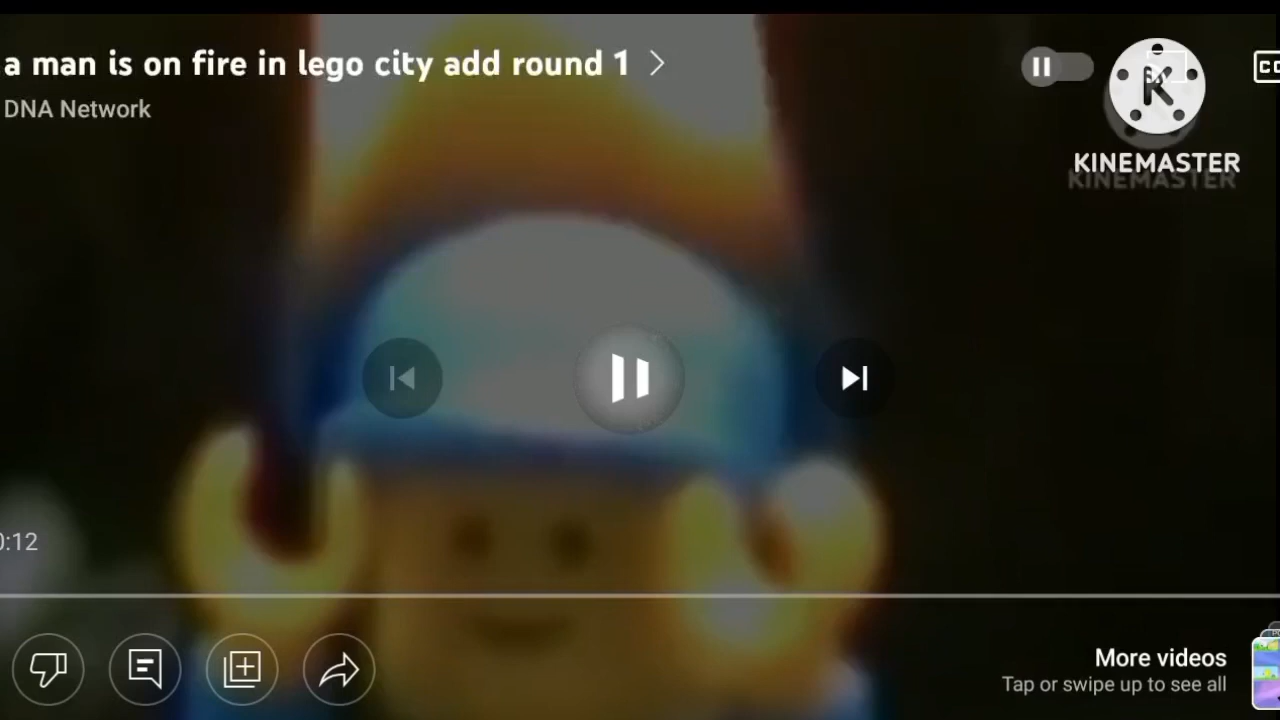 a man is on fire in lego city add round 1
DNA Network
KINEMASTER
KINEMASTER
0:12
More videos
Tap or swipe up to see all